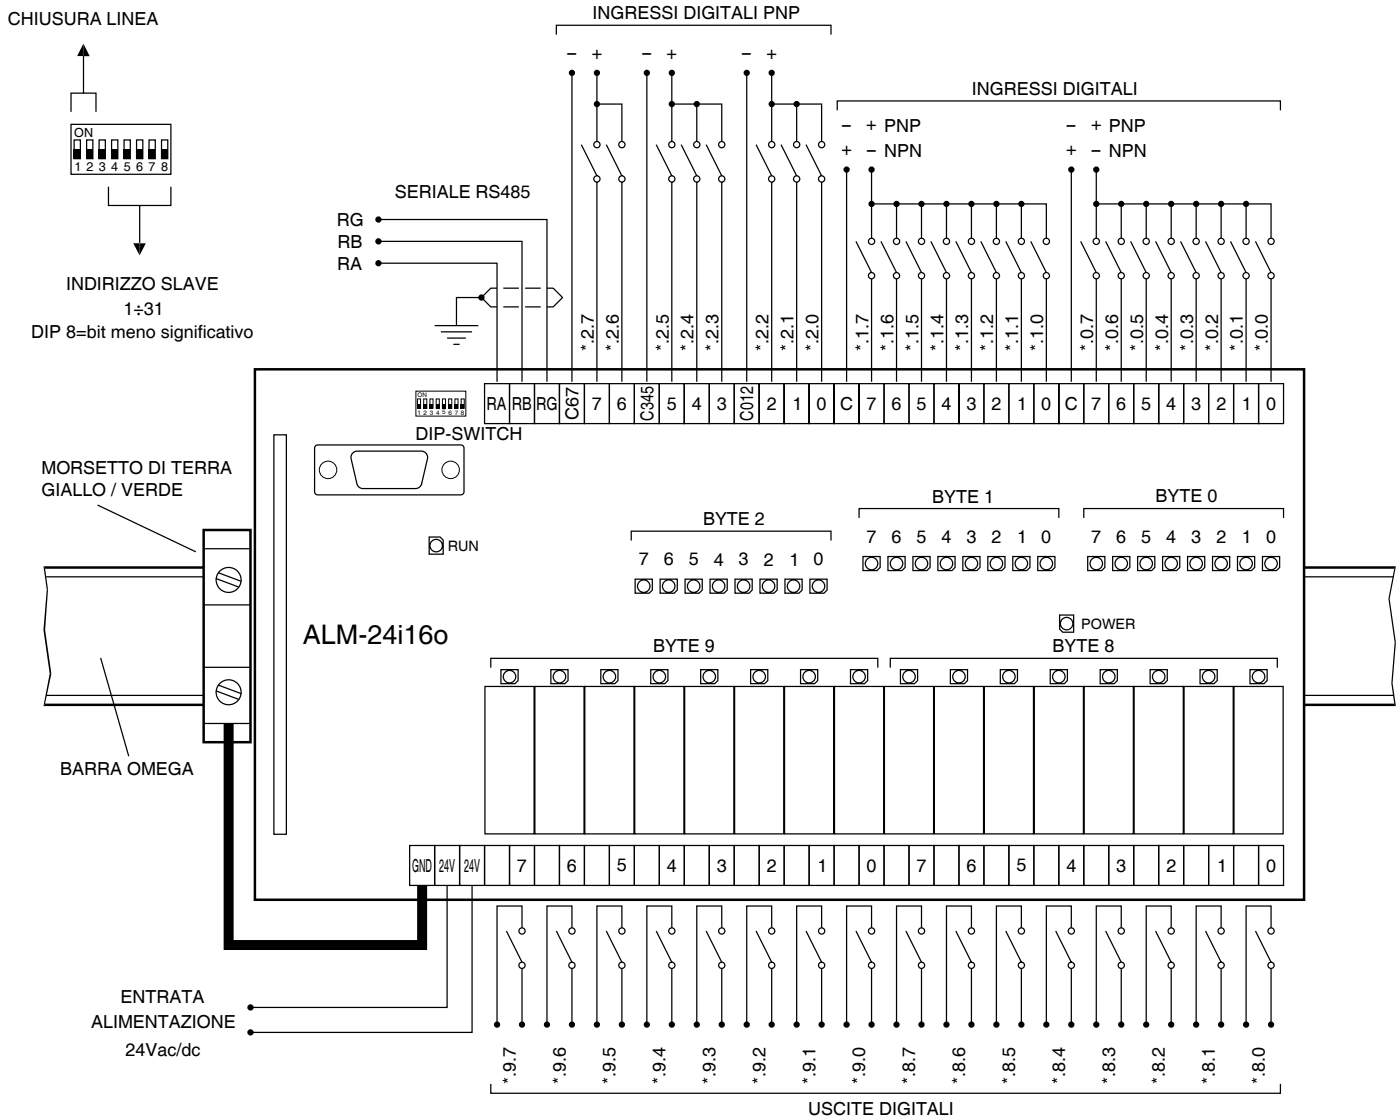 CHIUSURA LINEA
INGRESSI DIGITALI PNP
− + − + − +
INGRESSI DIGITALI
− + PNP − + PNP
+ − NPN + − NPN
ON
1 2 3 4 5 6 7 8
SERIALE RS485
RG
RB
RA
INDIRIZZO SLAVE
1÷31
DIP 8=bit meno significativo
*.2.7 *.2.6 *.2.5 *.2.4 *.2.3 *.2.2 *.2.1 *.2.0 *.1.7 *.1.6 *.1.5 *.1.4 *.1.3 *.1.2 *.1.1 *.1.0 *.0.7 *.0.6 *.0.5 *.0.4 *.0.3 *.0.2 *.0.1 *.0.0
ON
1 2 3 4 5 6 7 8
RA RB RG C67 7 6 C345 5 4 3 C012 2 1 0 C 7 6 5 4 3 2 1 0 C 7 6 5 4 3 2 1 0
DIP-SWITCH
MORSETTO DI TERRA
GIALLO / VERDE
BYTE 2
BYTE 1
BYTE 0
7 6 5 4 3 2 1 0
7 6 5 4 3 2 1 0
7 6 5 4 3 2 1 0
RUN
ALM-24i16o
POWER
BYTE 9
BYTE 8
BARRA OMEGA
GND 24V 24V 7 6 5 4 3 2 1 0 7 6 5 4 3 2 1 0
ENTRATA
ALIMENTAZIONE
24Vac/dc
*.9.7 *.9.6 *.9.5 *.9.4 *.9.3 *.9.2 *.9.1 *.9.0 *.8.7 *.8.6 *.8.5 *.8.4 *.8.3 *.8.2 *.8.1 *.8.0
USCITE DIGITALI